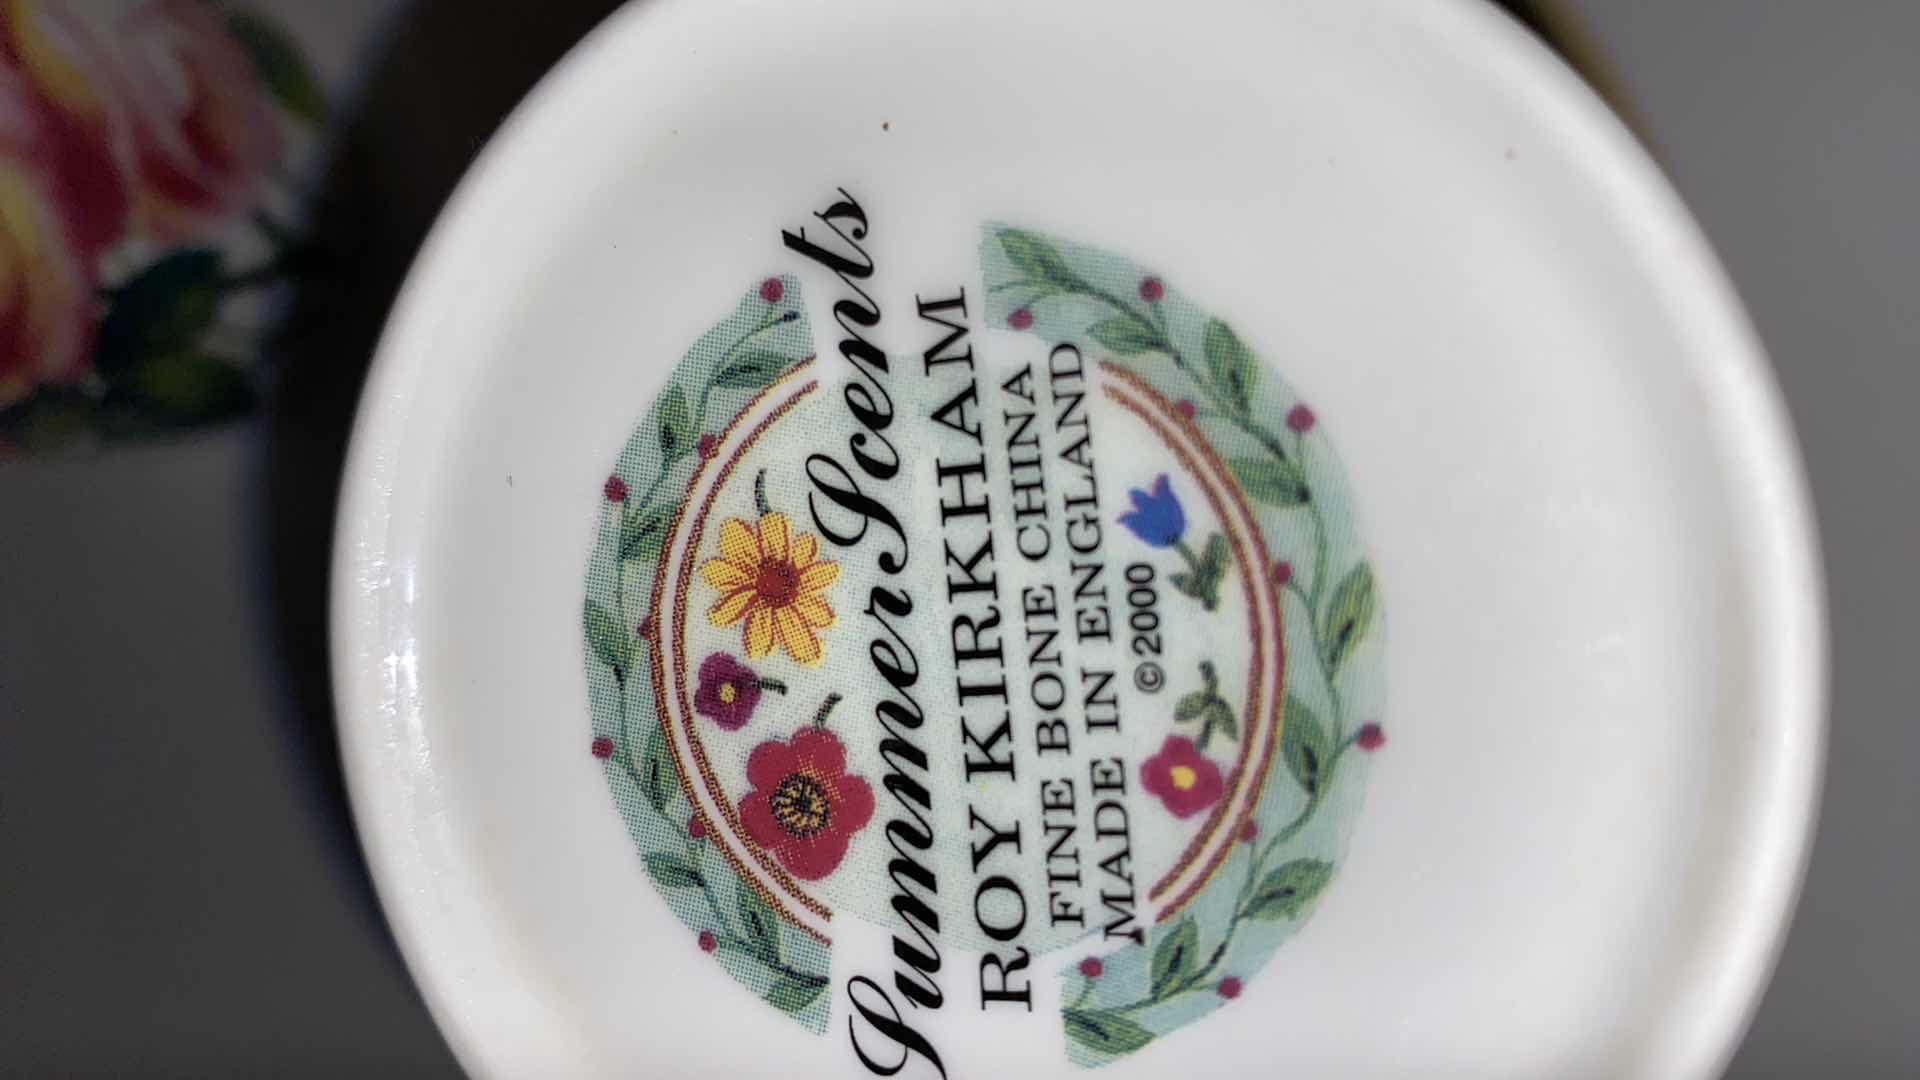 Summer Scents
ROY KIRKHAM
FINE BONE CHINA
MADE IN ENGLAND
©2000